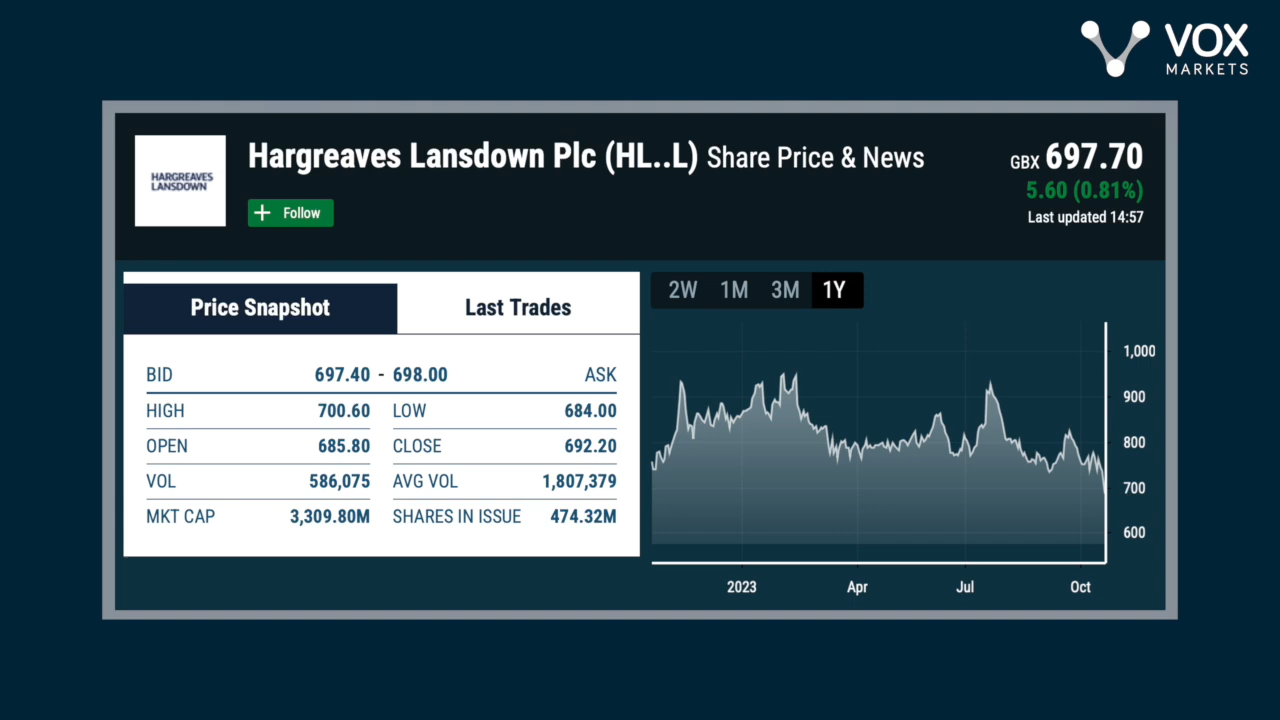 VOX
MARKETS
HARGREAVES
LANSDOWN
Hargreaves Lansdown Plc (HL..L) Share Price & News
+ Follow
GBX 697.70
5.60 (0.81%)
Last updated 14:57
Price Snapshot Last Trades
BID 697.40 - 698.00 ASK
HIGH 700.60 LOW 684.00
OPEN 685.80 CLOSE 692.20
VOL 586,075 AVG VOL 1,807,379
MKT CAP 3,309.80M SHARES IN ISSUE 474.32M
2W 1M 3M 1Y
1,000
900
800
700
600
2023 Apr Jul Oct